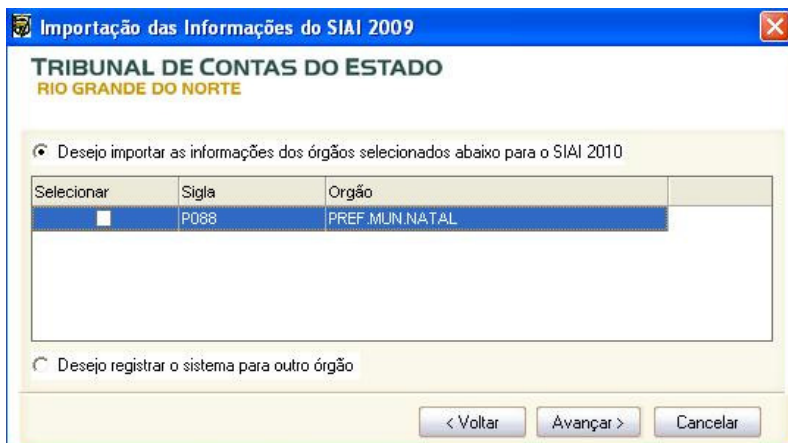 Importação das Informações do SIAI 2009
TRIBUNAL DE CONTAS DO ESTADO
RIO GRANDE DO NORTE
Desejo importar as informações dos órgãos selecionados abaixo para o SIAI 2010
Selecionar Sigla Orgão
P088 PREF.MUN.NATAL
Desejo registrar o sistema para outro órgão
< Voltar Avançar > Cancelar